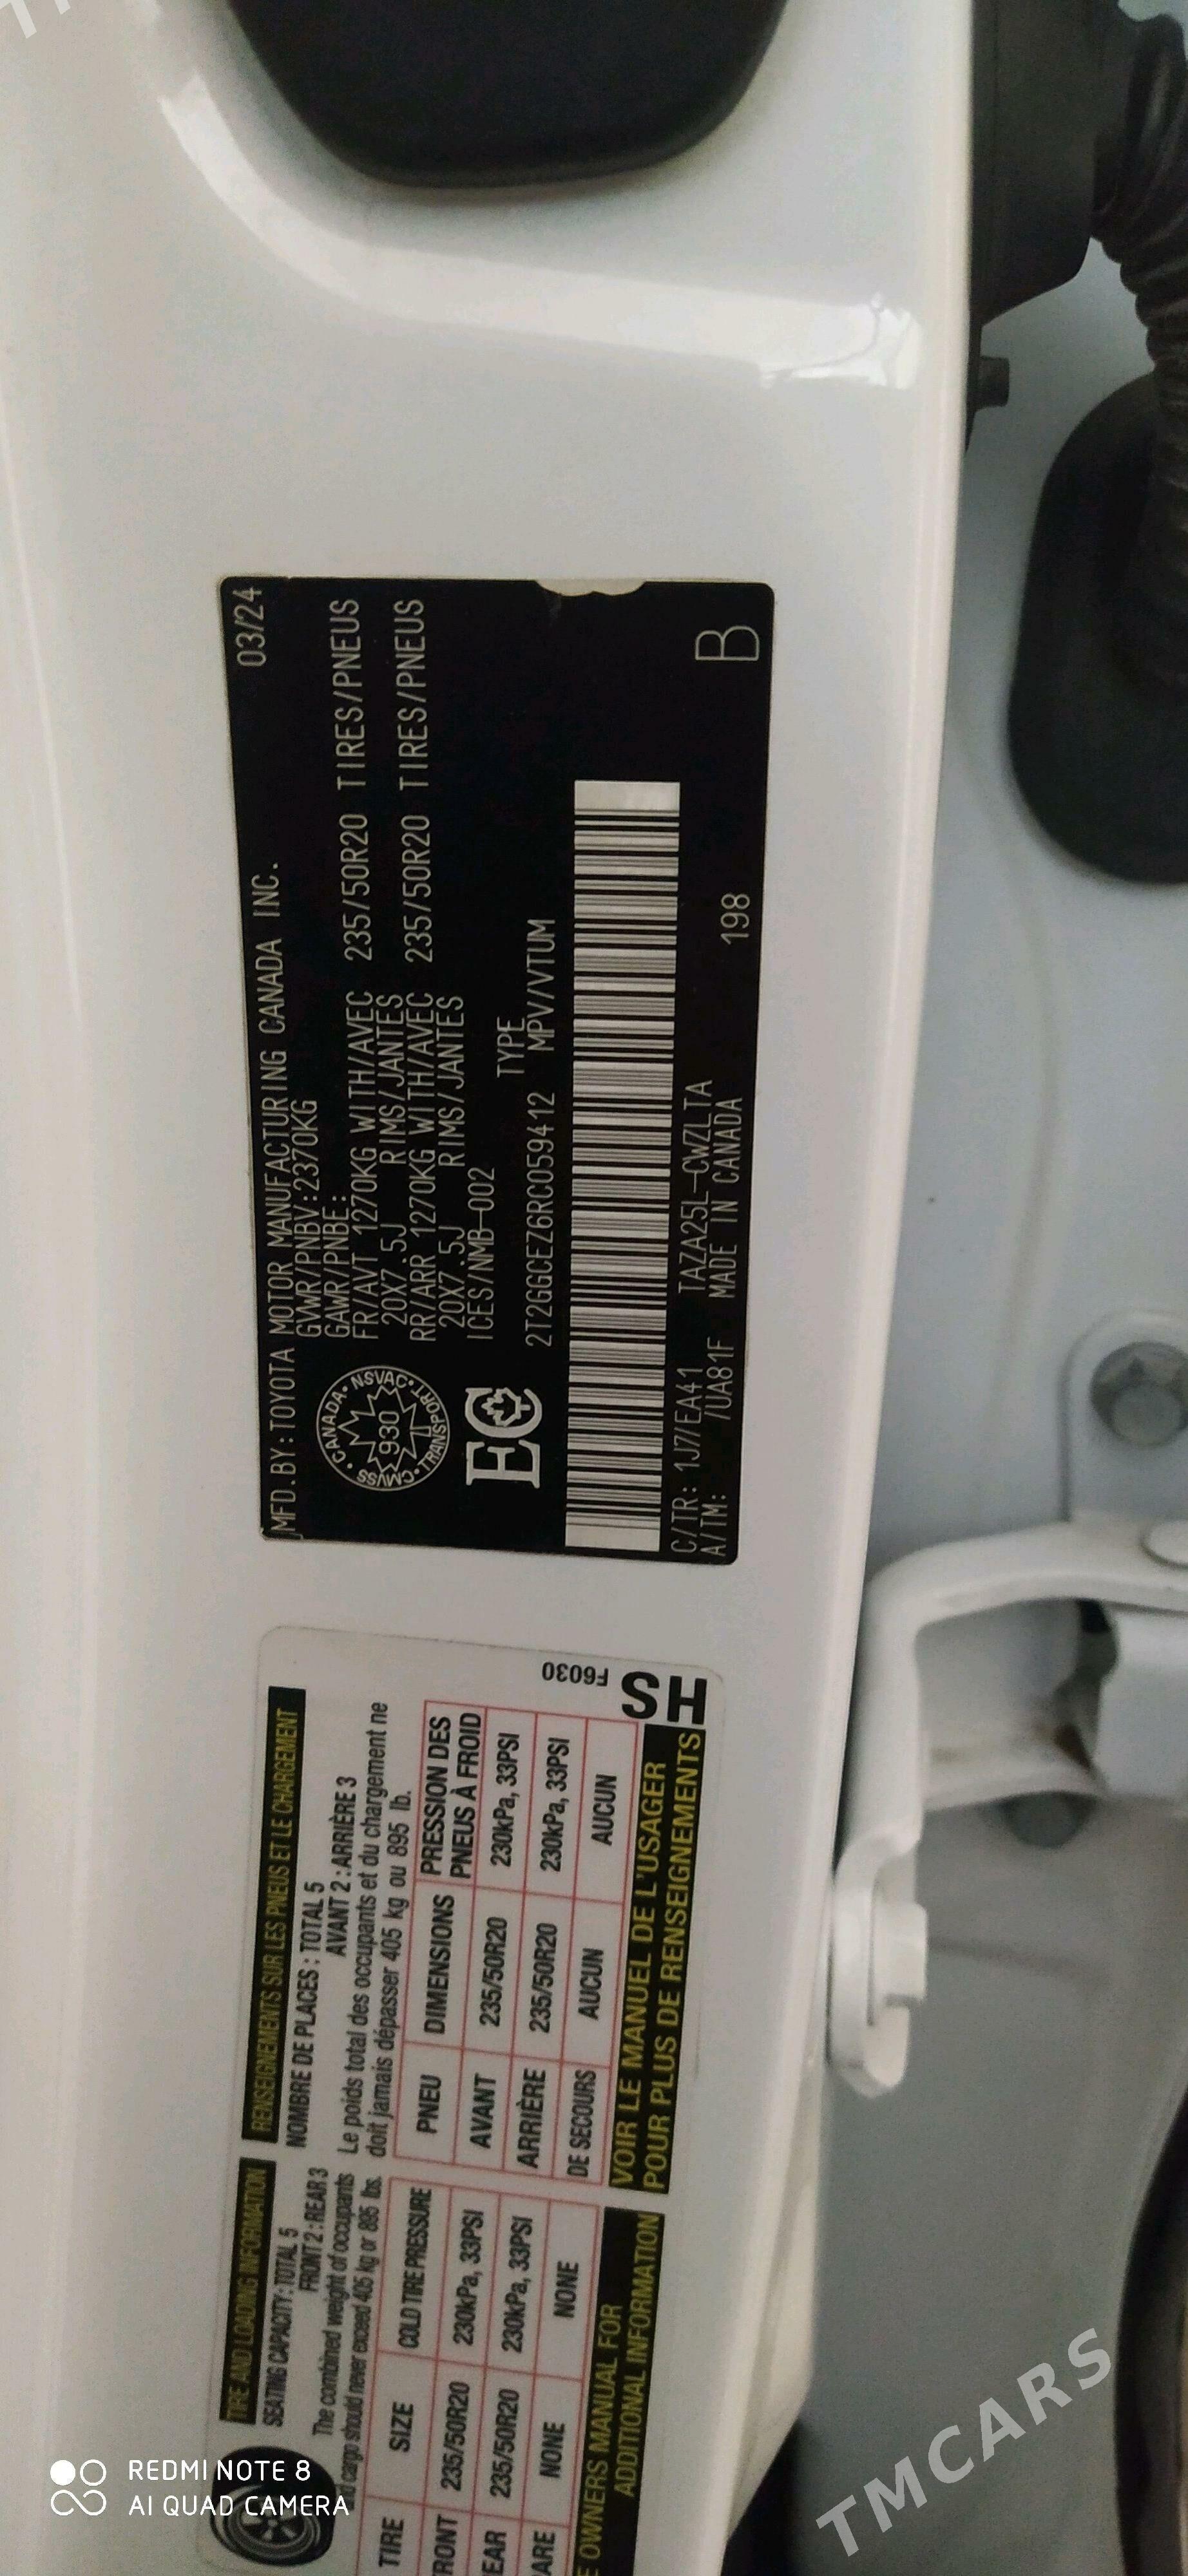 MFD.BY:TOYOTA MOTOR MANUFACTURING CANADA INC. 03/24
GVWR/PNBV:2370KG
GAWR/PNBE:
FR/AVT 1270KG WITH/AVEC 235/50R20 TIRES/PNEUS
20X7.5J RIMS/JANTES
RR/ARR 1270KG WITH/AVEC 235/50R20 TIRES/PNEUS
20X7.5J RIMS/JANTES
ICES/NMB-002
CANADA • NSVAC • TRANSPORT • CMVSS
930
EC
TYPE
2T2GGCEZ6RC059412 MPV/VTUM
C/TR: 1J7/EA41 TAZA25L-CWZLTA
A/TM: /UA81F MADE IN CANADA 198
B
TIRE AND LOADING INFORMATION
SEATING CAPACITY : TOTAL 5
FRONT 2 : REAR 3
The combined weight of occupants
and cargo should never exceed 405 kg or 895 lbs.
TIRE SIZE COLD TIRE PRESSURE
FRONT 235/50R20 230kPa, 33PSI
EAR 235/50R20 230kPa, 33PSI
ARE NONE NONE
E OWNERS MANUAL FOR
ADDITIONAL INFORMATION
RENSEIGNEMENTS SUR LES PNEUS ET LE CHARGEMENT
NOMBRE DE PLACES : TOTAL 5
AVANT 2 : ARRIÈRE 3
Le poids total des occupants et du chargement ne
doit jamais dépasser 405 kg ou 895 lb.
PNEU DIMENSIONS PRESSION DES
PNEUS À FROID
AVANT 235/50R20 230kPa, 33PSI
ARRIÈRE 235/50R20 230kPa, 33PSI
DE SECOURS AUCUN AUCUN
VOIR LE MANUEL DE L'USAGER
POUR PLUS DE RENSEIGNEMENTS
F6030
HS
REDMI NOTE 8
AI QUAD CAMERA
TMCARS